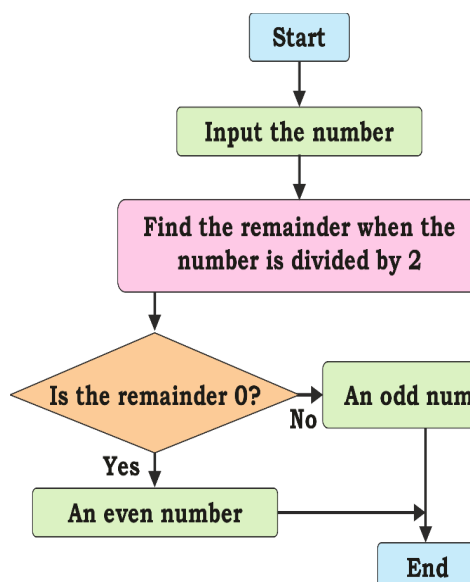 Start
Input the number
Find the remainder when the
number is divided by 2
Is the remainder 0?
No
An odd num
Yes
An even number
End